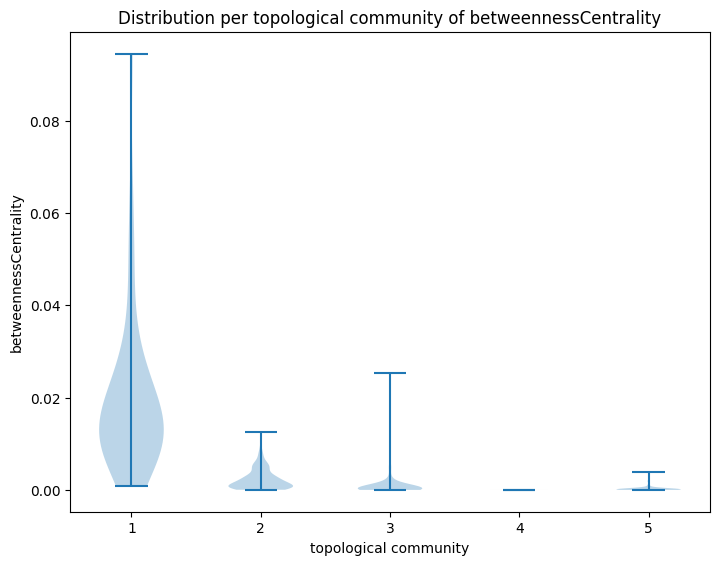 Distribution per topological community of betweennessCentrality
betweennessCentrality
0.08
0.06
0.04
0.02
0.00
1 2 3 4 5
topological community